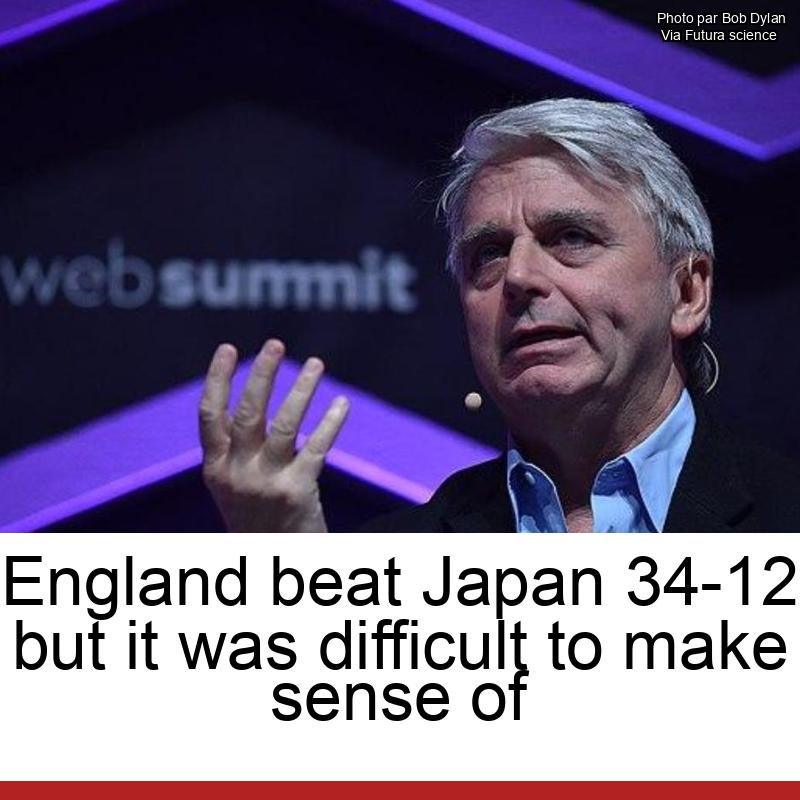 Photo par Bob Dylan
Via Futura science
websummit
England beat Japan 34-12
but it was difficult to make
sense of